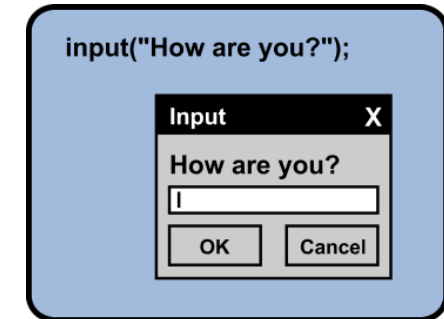 input("How are you?");
Input X
How are you?
OK Cancel